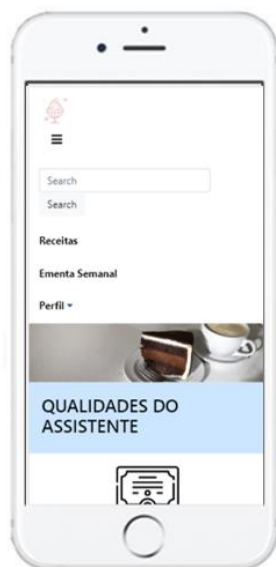 Search
Search
Receitas
Ementa Semanal
Perfil
QUALIDADES DO
ASSISTENTE